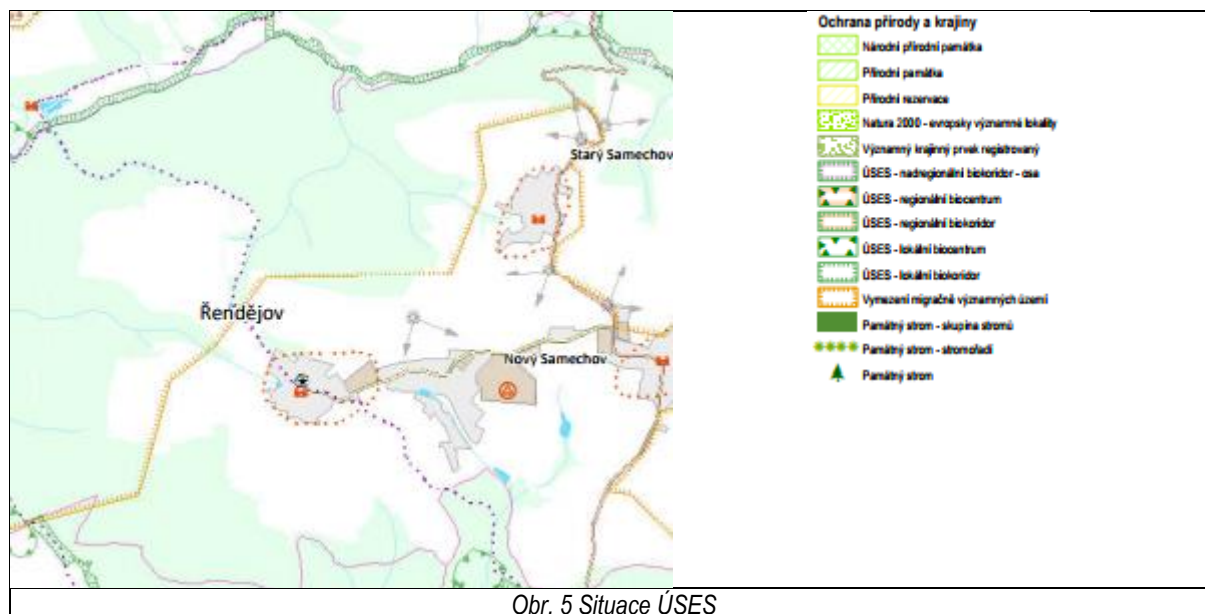 Starý Samechov
Řendějov
Nový Samechov
Ochrana přírody a krajiny
Národní přírodní památka
Přírodní památka
Přírodní rezervace
Natura 2000 - evropsky významné lokality
Významný krajinný prvek registrovaný
ÚSES - nadregionální biokoridor - osa
ÚSES - regionální biocentrum
ÚSES - regionální biokoridor
ÚSES - lokální biocentrum
ÚSES - lokální biokoridor
Vymezení migračně významných území
Památný strom - skupina stromů
Památný strom - stromořadí
Památný strom
Obr. 5 Situace ÚSES